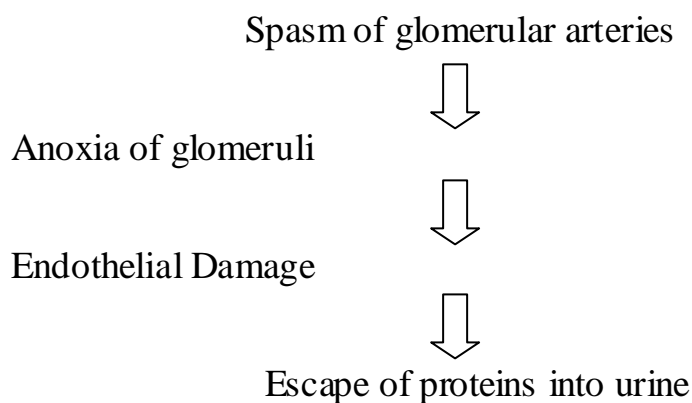 Spasm of glomerular arteries
Anoxia of glomeruli
Endothelial Damage
Escape of proteins into urine